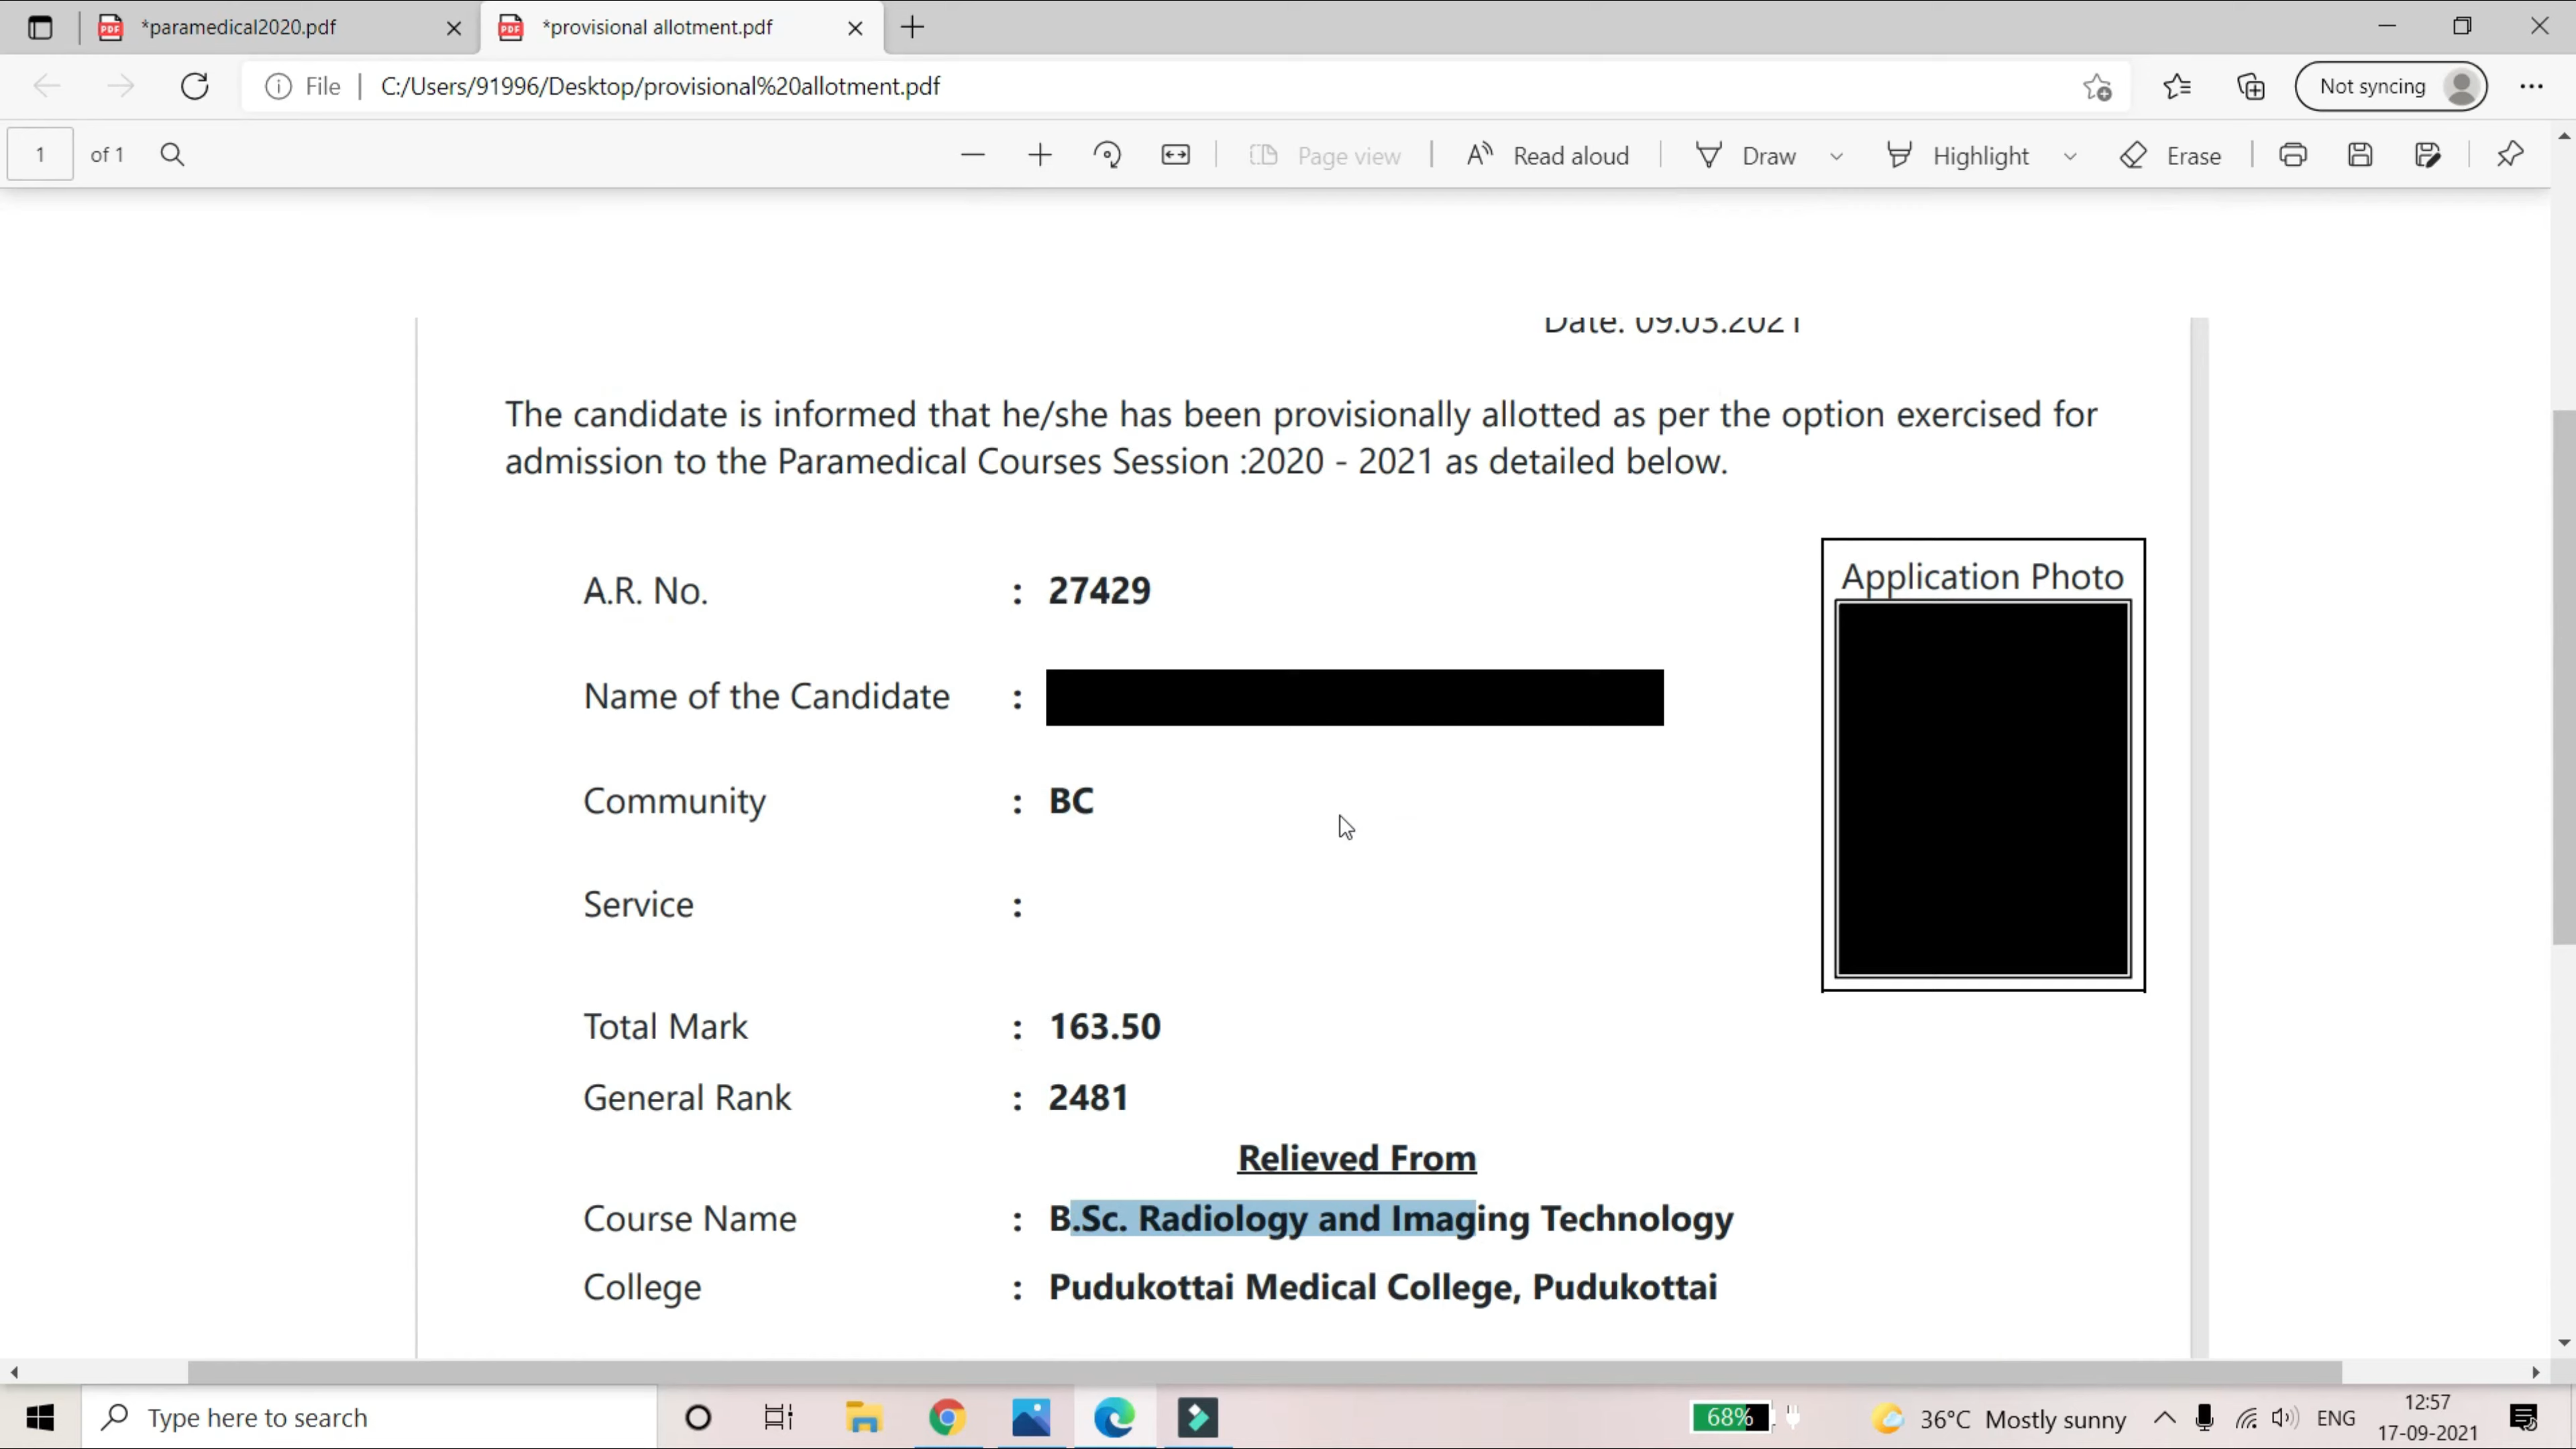 *paramedical2020.pdf
*provisional allotment.pdf
File | C:/Users/91996/Desktop/provisional%20allotment.pdf
Not syncing
1 of 1
Page view
Read aloud
Draw
Highlight
Erase
Date: 09.03.2021
The candidate is informed that he/she has been provisionally allotted as per the option exercised for
admission to the Paramedical Courses Session :2020 - 2021 as detailed below.
Application Photo
A.R. No. : 27429
Name of the Candidate :
Community : BC
Service :
Total Mark : 163.50
General Rank : 2481
Relieved From
Course Name : B.Sc. Radiology and Imaging Technology
College : Pudukottai Medical College, Pudukottai
Type here to search
68%
36°C Mostly sunny
ENG
12:57
17-09-2021